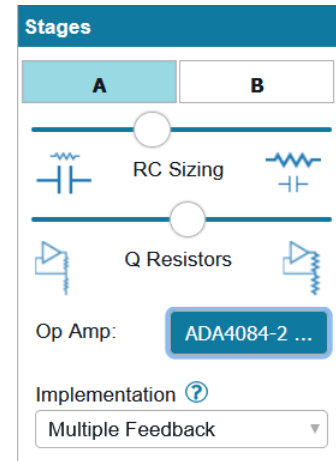 Stages
A B
RC Sizing
Q Resistors
Op Amp: ADA4084-2 ...
Implementation ?
Multiple Feedback